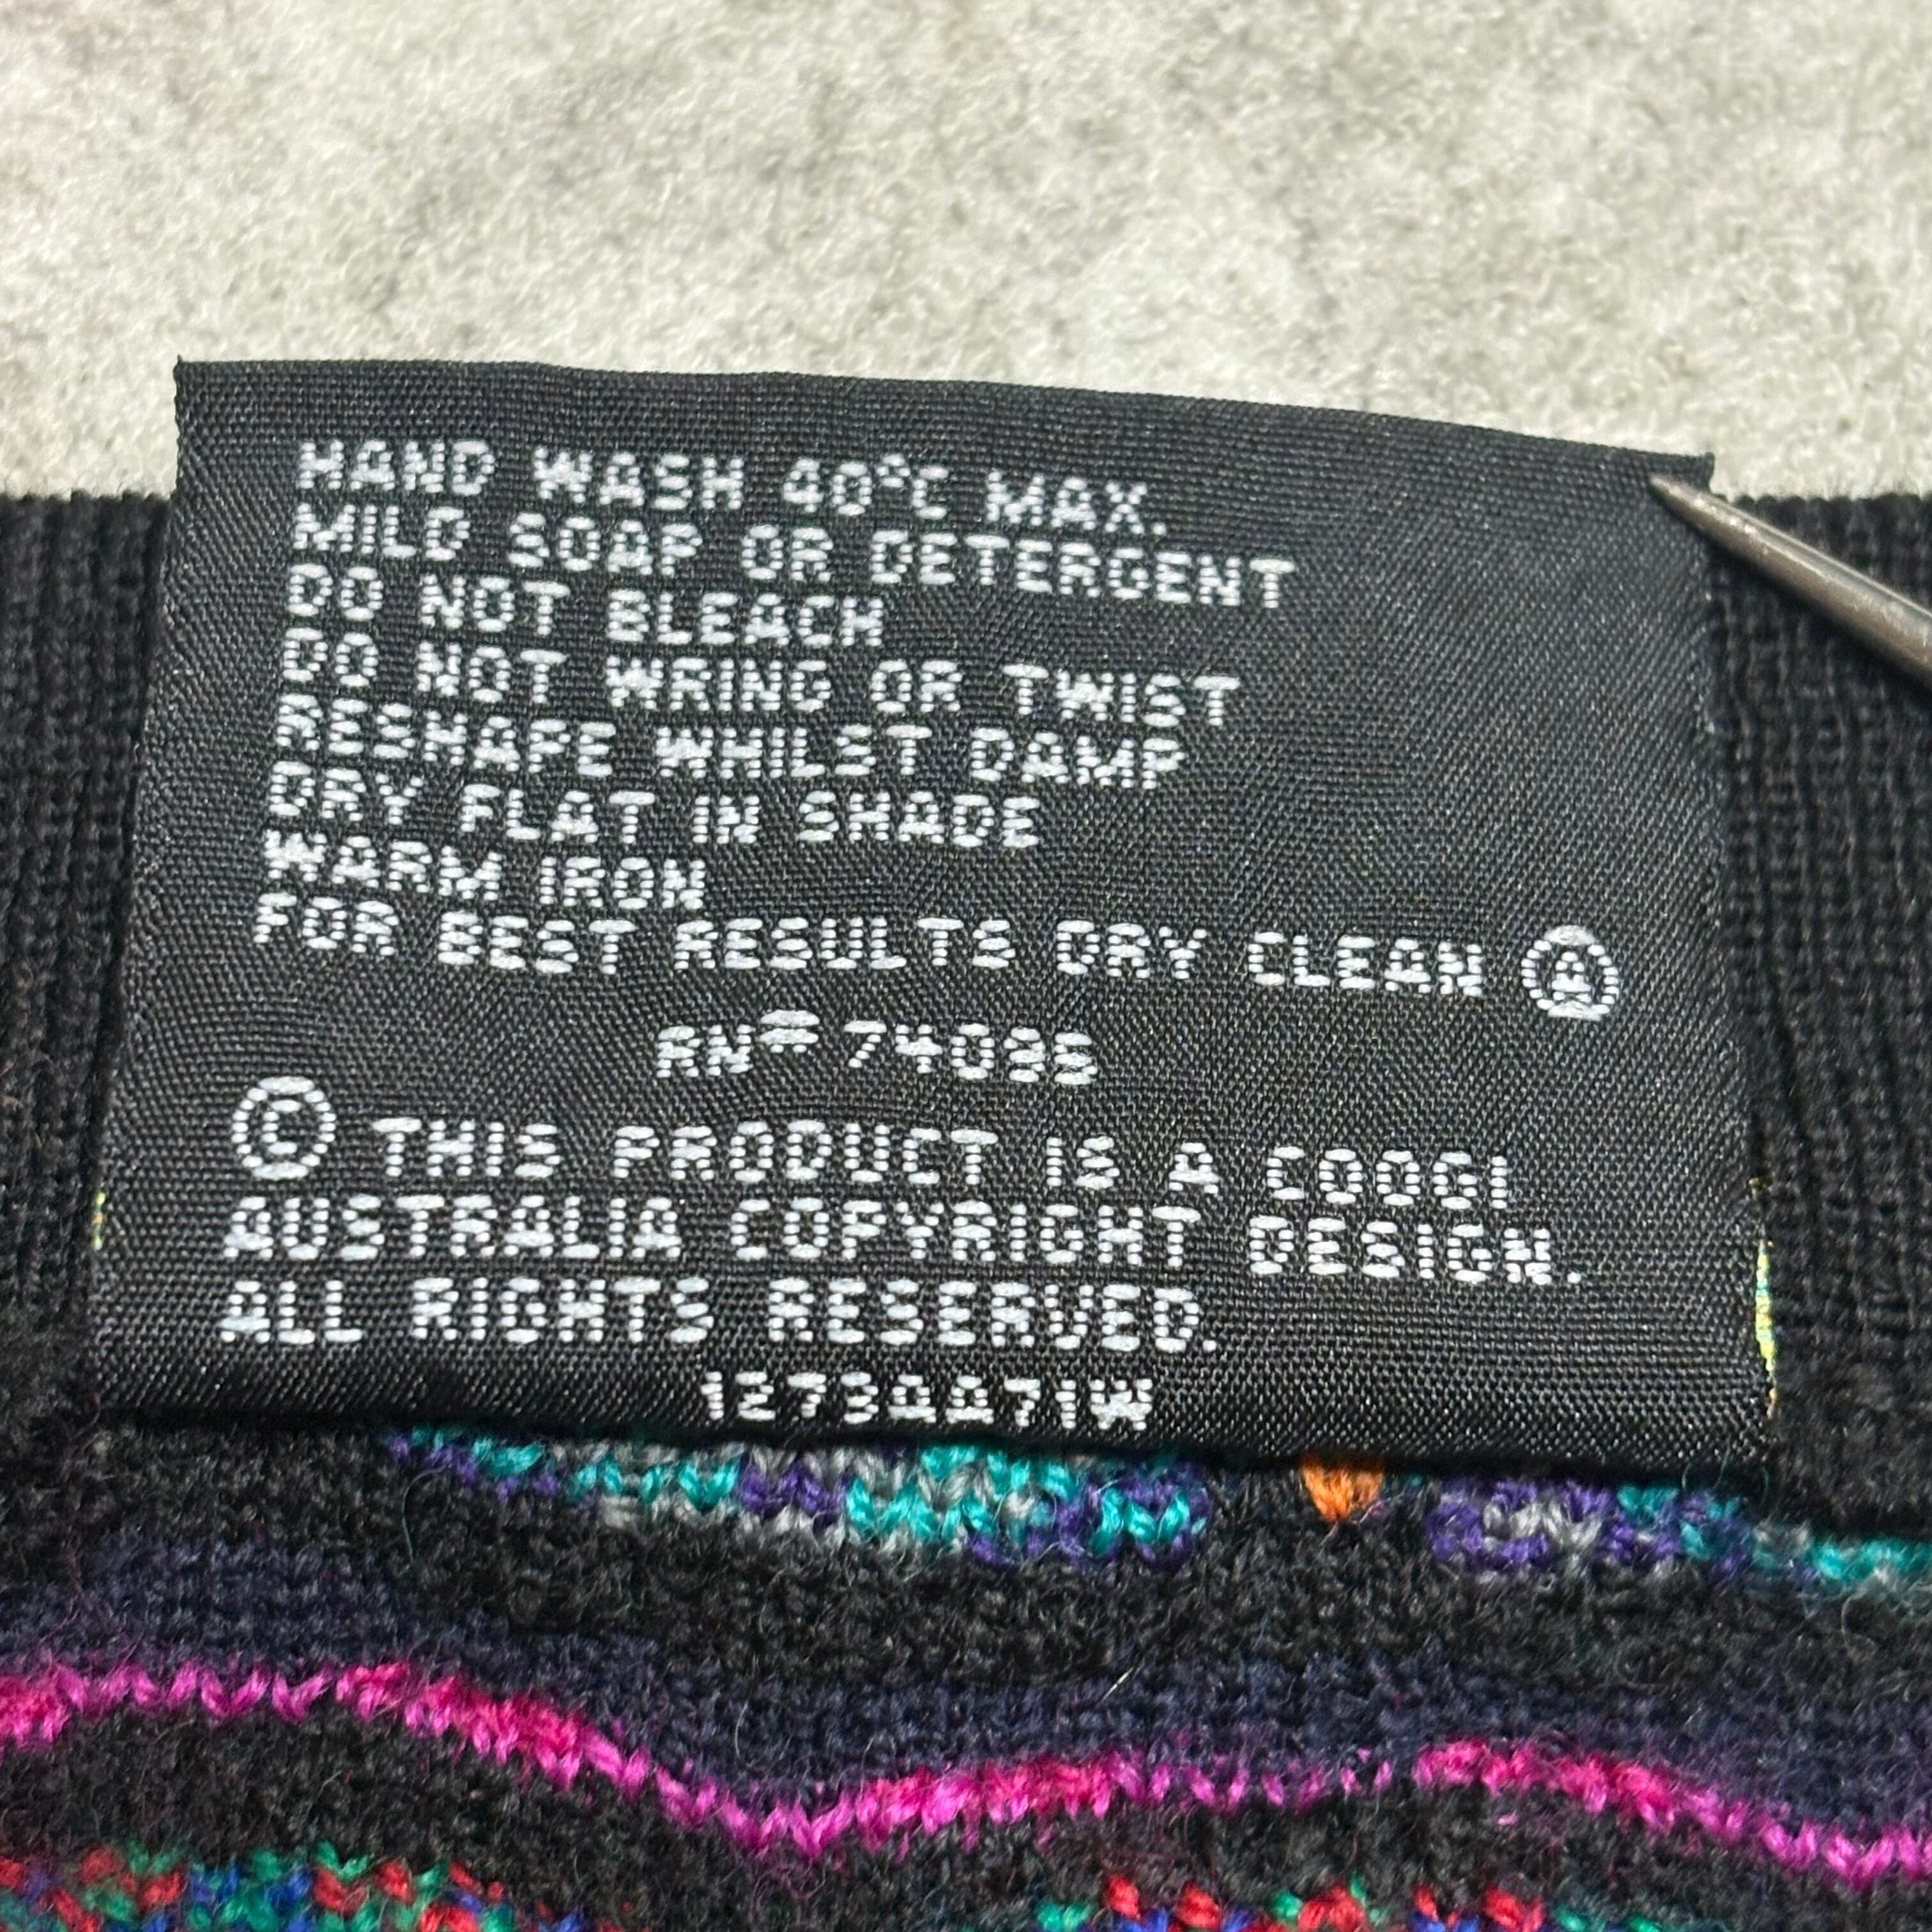 HAND WASH 40°C MAX.
MILD SOAP OR DETERGENT
DO NOT BLEACH
DO NOT WRING OR TWIST
RESHAPE WHILST DAMP
DRY FLAT IN SHADE
WARM IRON
FOR BEST RESULTS DRY CLEAN Ⓐ
RN# 74095
© THIS PRODUCT IS A COOGI
AUSTRALIA COPYRIGHT DESIGN.
ALL RIGHTS RESERVED.
1273AA71W